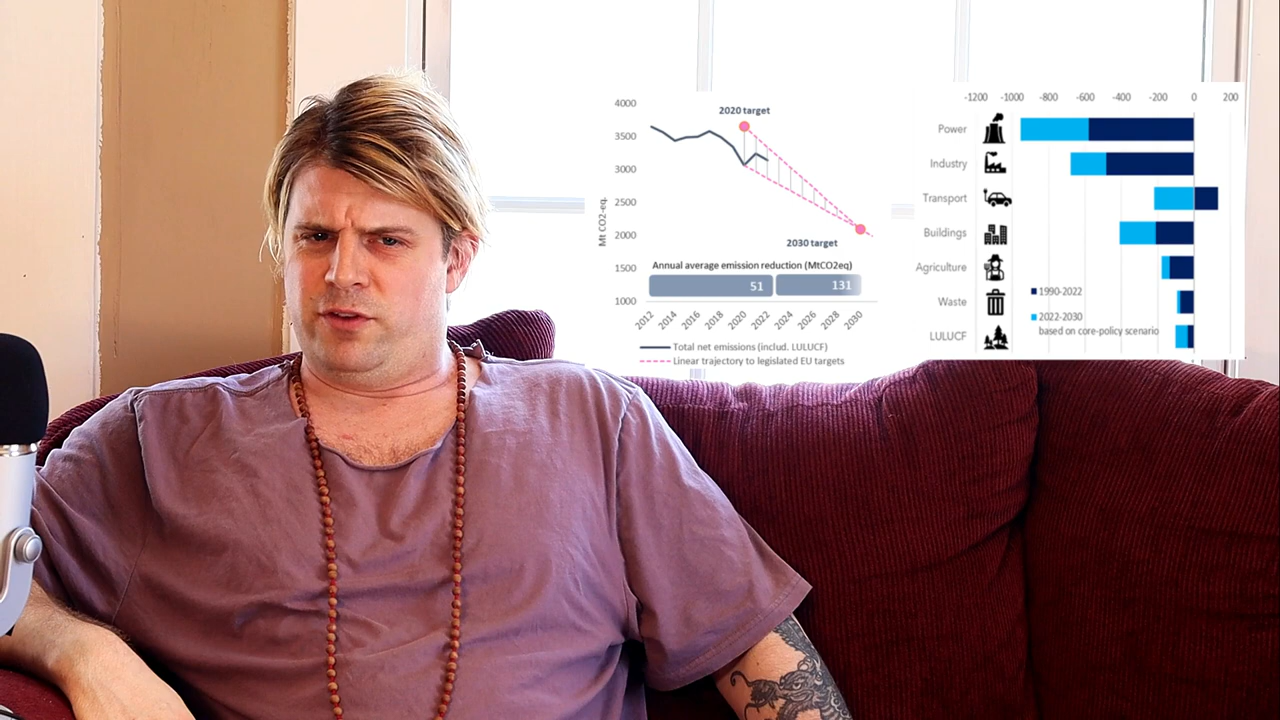 4000
2020 target
3500
3000
2500
2000
2030 target
Mt CO2-eq.
Annual average emission reduction (MtCO2eq)
1500
51
131
1000
2012 2014 2016 2018 2020 2022 2024 2026 2028 2030
Total net emissions (includ. LULUCF)
Linear trajectory to legislated EU targets
-1200 -1000 -800 -600 -400 -200 0 200
Power
Industry
Transport
Buildings
Agriculture
Waste
LULUCF
1990-2022
2022-2030
based on core-policy scenario